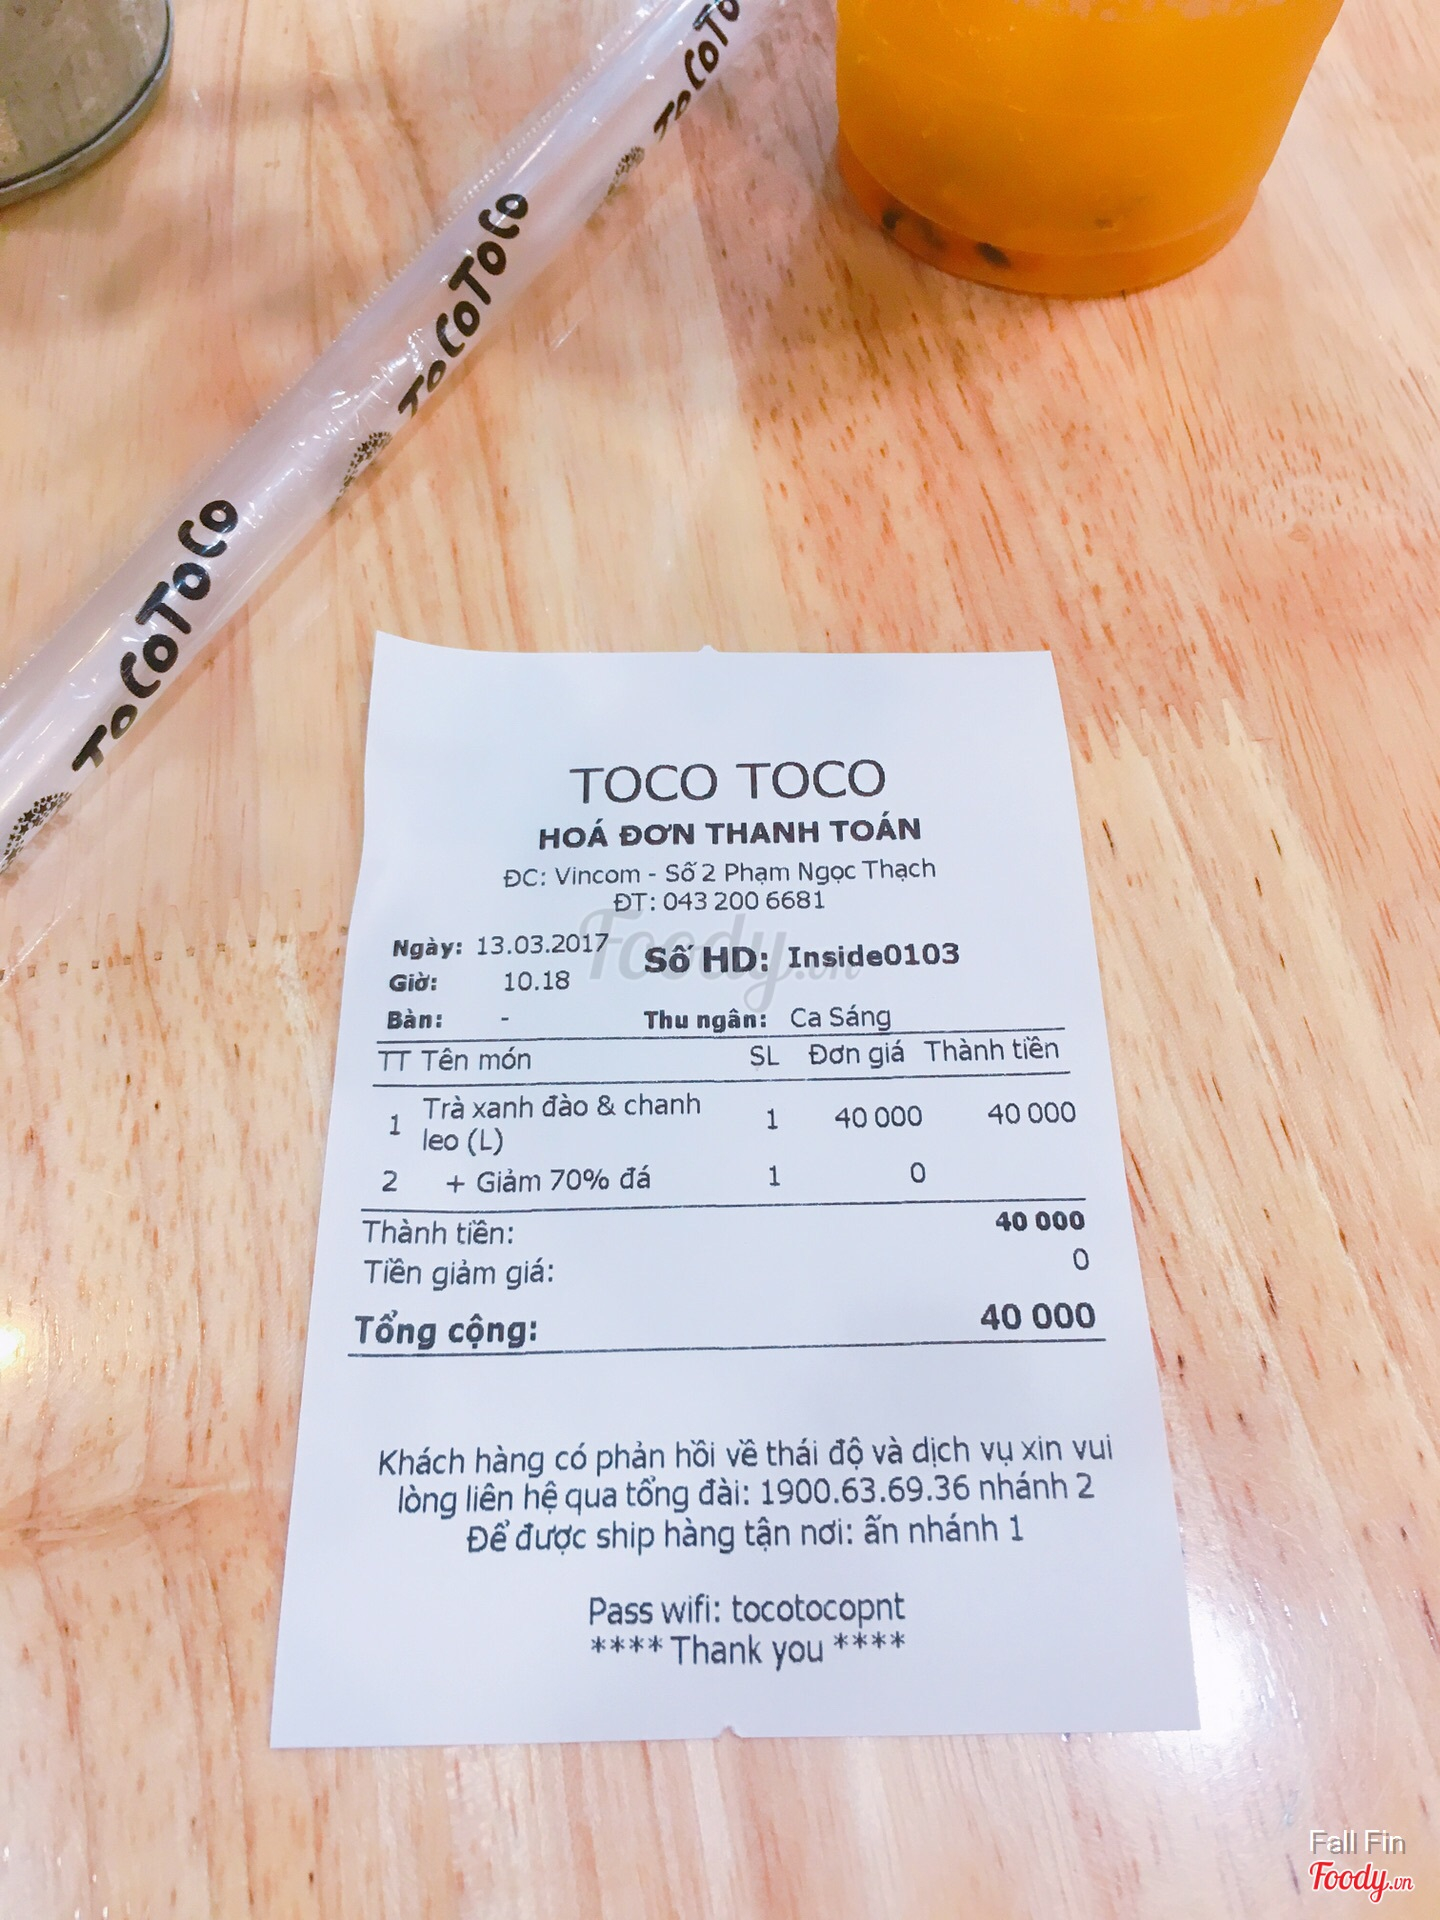 ToCoToCo
ToCoToCo
ToCoToCo
TOCO TOCO
HOÁ ĐƠN THANH TOÁN
ĐC: Vincom - Số 2 Phạm Ngọc Thạch
ĐT: 043 200 6681
Ngày: 13.03.2017 Số HD: Inside0103
Giờ: 10.18
Bàn: - Thu ngân: Ca Sáng
TT Tên món SL Đơn giá Thành tiền
1 Trà xanh đào & chanh leo (L) 1 40 000 40 000
2 + Giảm 70% đá 1 0
Thành tiền: 40 000
Tiền giảm giá: 0
Tổng cộng: 40 000
Khách hàng có phản hồi về thái độ và dịch vụ xin vui
lòng liên hệ qua tổng đài: 1900.63.69.36 nhánh 2
Để được ship hàng tận nơi: ấn nhánh 1
Pass wifi: tocotocopnt
**** Thank you ****
Foody.vn
Fall Fin
Foody.vn